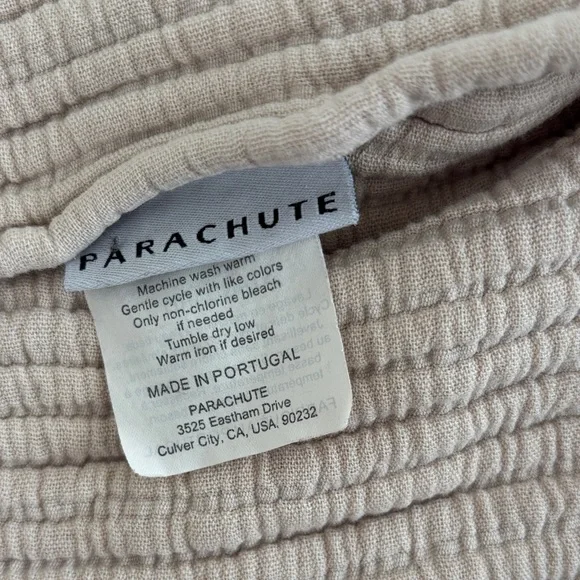 PARACHUTE
Machine wash warm
Gentle cycle with like colors
Only non-chlorine bleach
if needed
Tumble dry low
Warm iron if desired
MADE IN PORTUGAL
PARACHUTE
3525 Eastham Drive
Culver City, CA, USA. 90232